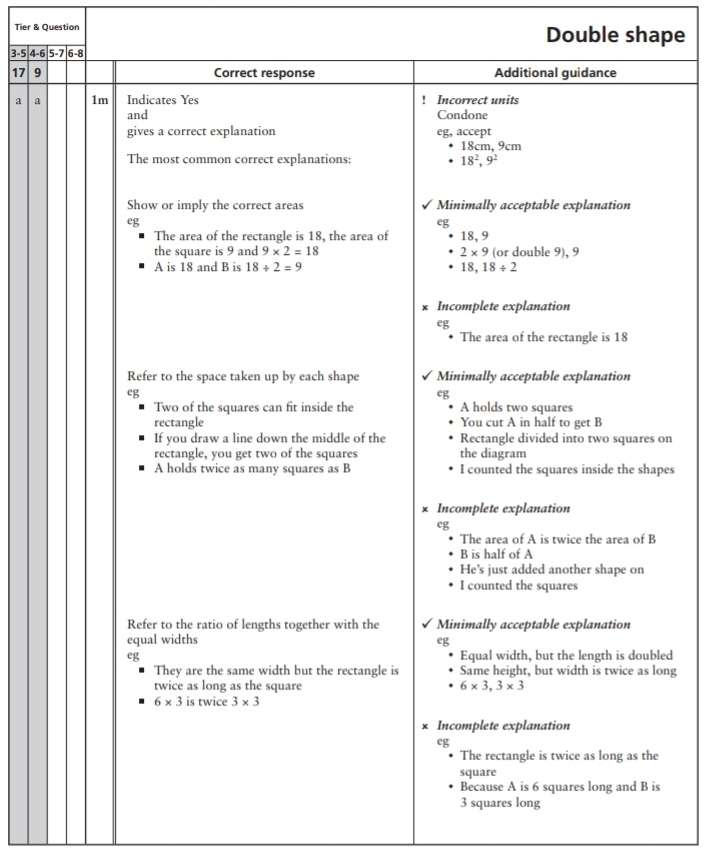 Tier & Question
Double shape
3-5 4-6 5-7 6-8
17 9
Correct response
Additional guidance
a a
1m
Indicates Yes
and
gives a correct explanation
The most common correct explanations:
! Incorrect units
Condone
eg, accept
• 18cm, 9cm
• 18², 9²
Show or imply the correct areas
eg
▪ The area of the rectangle is 18, the area of
the square is 9 and 9 × 2 = 18
▪ A is 18 and B is 18 ÷ 2 = 9
✓ Minimally acceptable explanation
eg
• 18, 9
• 2 × 9 (or double 9), 9
• 18, 18 ÷ 2
× Incomplete explanation
eg
• The area of the rectangle is 18
Refer to the space taken up by each shape
eg
▪ Two of the squares can fit inside the
rectangle
▪ If you draw a line down the middle of the
rectangle, you get two of the squares
▪ A holds twice as many squares as B
✓ Minimally acceptable explanation
eg
• A holds two squares
• You cut A in half to get B
• Rectangle divided into two squares on
the diagram
• I counted the squares inside the shapes
× Incomplete explanation
eg
• The area of A is twice the area of B
• B is half of A
• He's just added another shape on
• I counted the squares
Refer to the ratio of lengths together with the
equal widths
eg
▪ They are the same width but the rectangle is
twice as long as the square
▪ 6 × 3 is twice 3 × 3
✓ Minimally acceptable explanation
eg
• Equal width, but the length is doubled
• Same height, but width is twice as long
• 6 × 3, 3 × 3
× Incomplete explanation
eg
• The rectangle is twice as long as the
square
• Because A is 6 squares long and B is
3 squares long